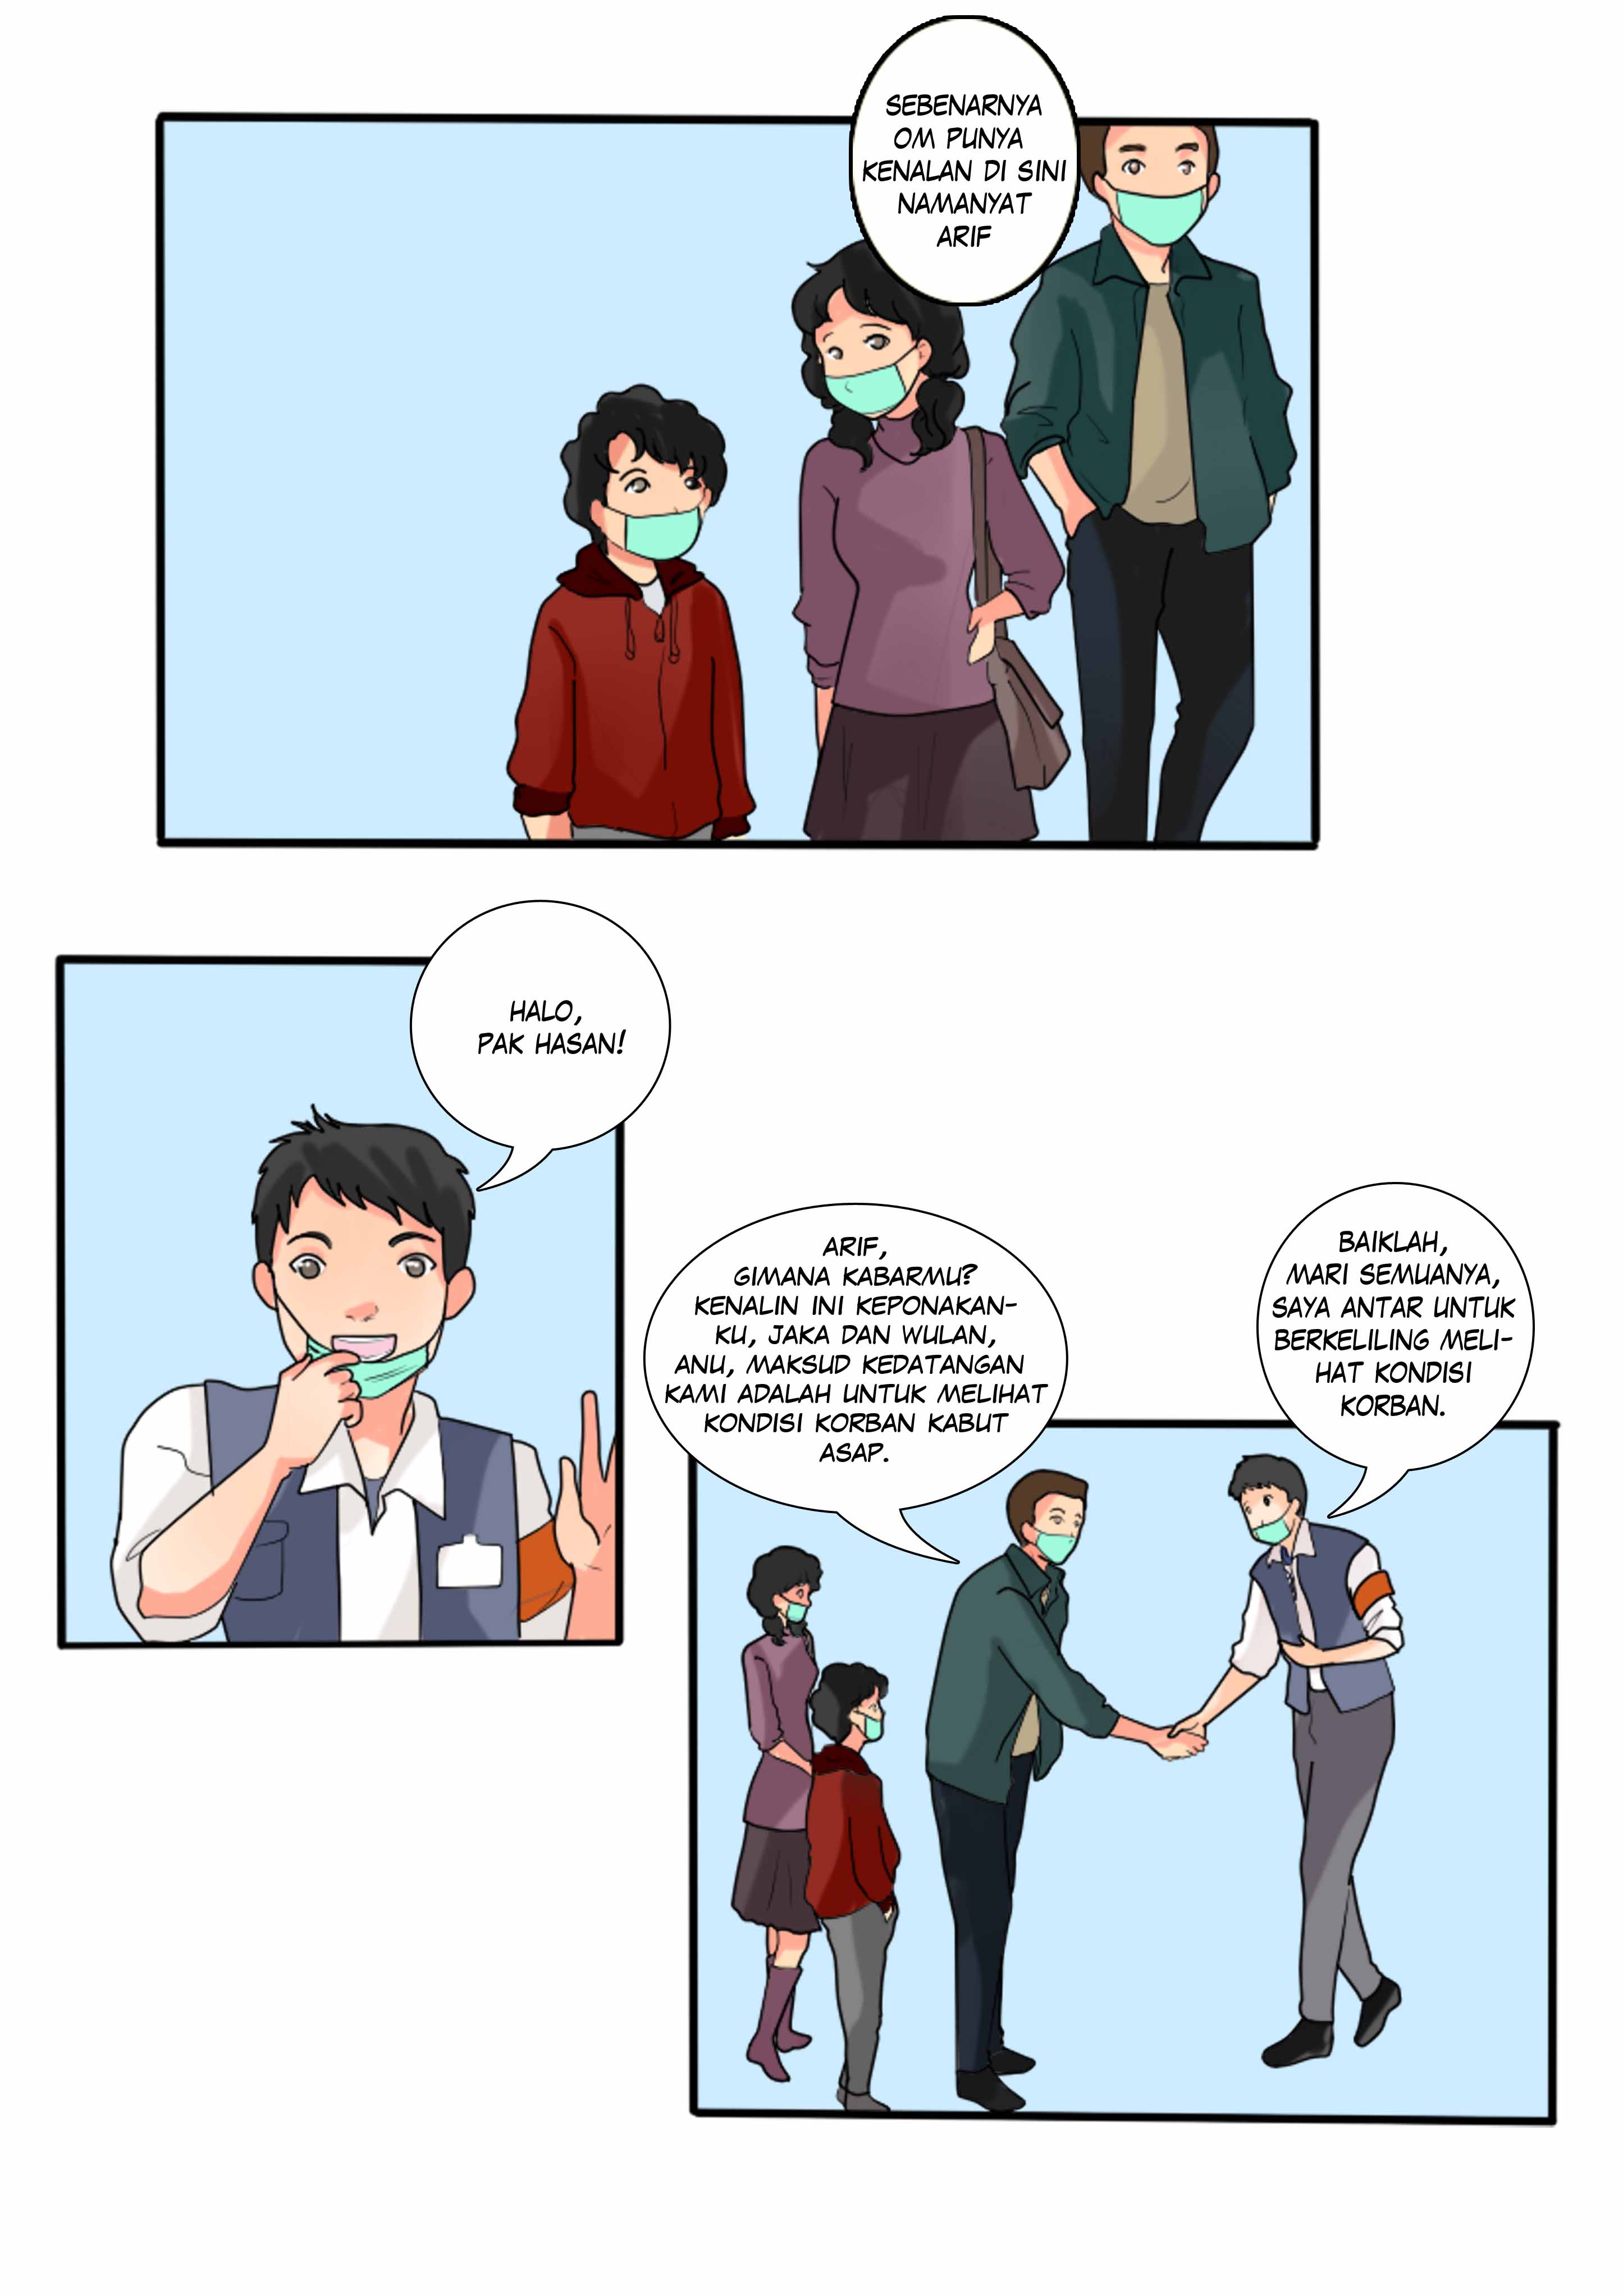 SEBENARNYA
OM PUNYA
KENALAN DI SINI
NAMANYAT
ARIF
HALO,
PAK HASAN!
ARIF,
GIMANA KABARMU?
KENALIN INI KEPONAKAN-
KU, JAKA DAN WULAN,
ANU, MAKSUD KEDATANGAN
KAMI ADALAH UNTUK MELIHAT
KONDISI KORBAN KABUT
ASAP.
BAIKLAH,
MARI SEMUANYA,
SAYA ANTAR UNTUK
BERKELILING MELI-
HAT KONDISI
KORBAN.